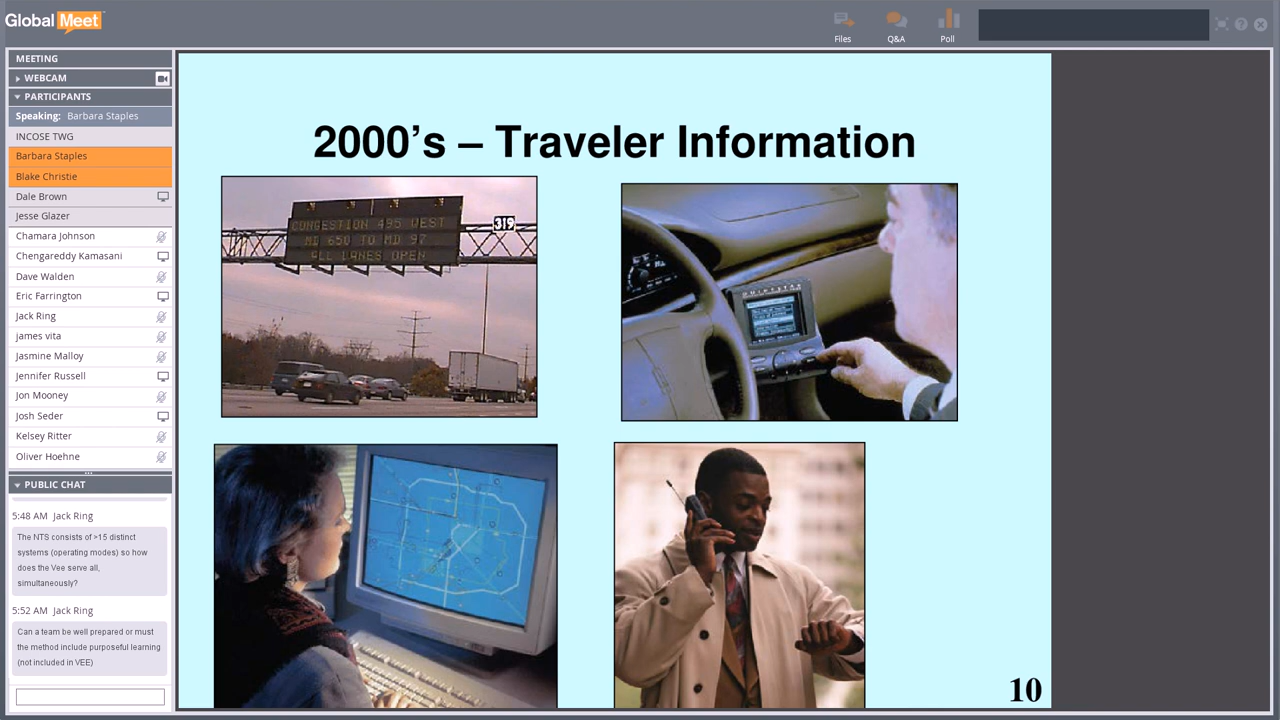 Global Meet
Files
Q&A
Poll
MEETING
WEBCAM
PARTICIPANTS
Speaking: Barbara Staples
INCOSE TWG
Barbara Staples
Blake Christie
Dale Brown
Jesse Glazer
Chamara Johnson
Chengareddy Kamasani
Dave Walden
Eric Farrington
Jack Ring
james vita
Jasmine Malloy
Jennifer Russell
Jon Mooney
Josh Seder
Kelsey Ritter
Oliver Hoehne
PUBLIC CHAT
5:48 AM Jack Ring
The NTS consists of >15 distinct
systems (operating modes) so how
does the Vee serve all,
simultaneously?
5:52 AM Jack Ring
Can a team be well prepared or must
the method include purposeful learning
(not included in VEE)
2000’s – Traveler Information
CONGESTION 495 WEST
MD 650 TO MD 97
ALL LANES OPEN
319
10